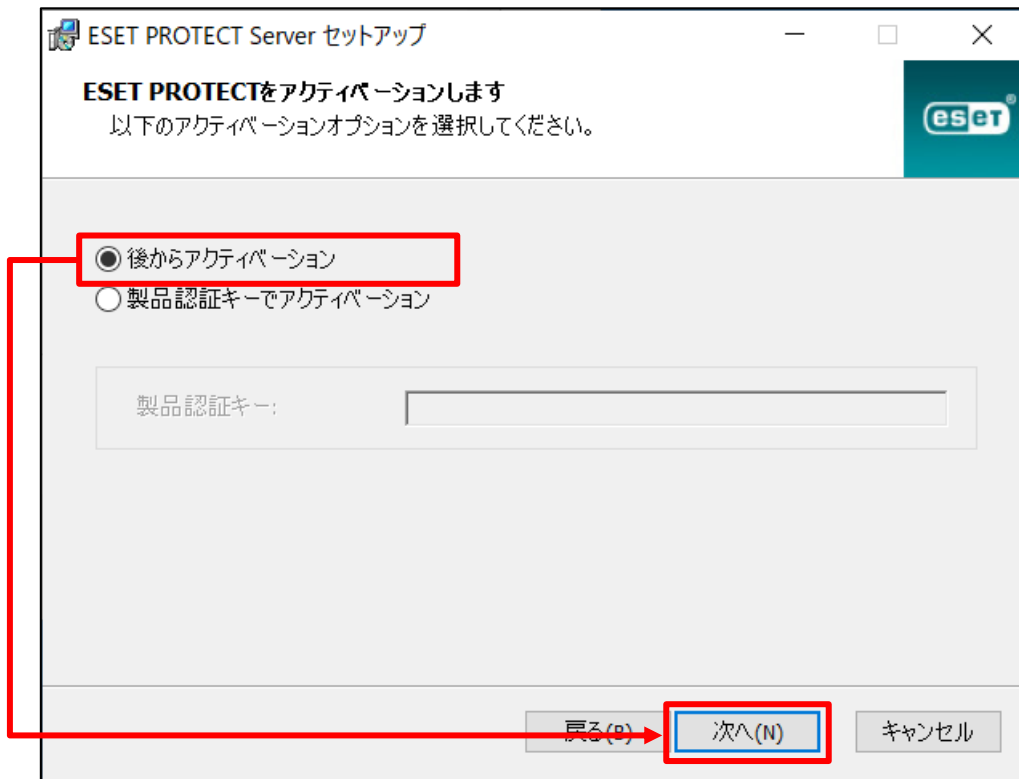 ESET PROTECT Server セットアップ
ESET PROTECTをアクティベーションします
以下のアクティベーションオプションを選択してください。
eseT
®
後からアクティベーション
製品認証キーでアクティベーション
製品認証キー:
戻る(B)
次へ(N)
キャンセル